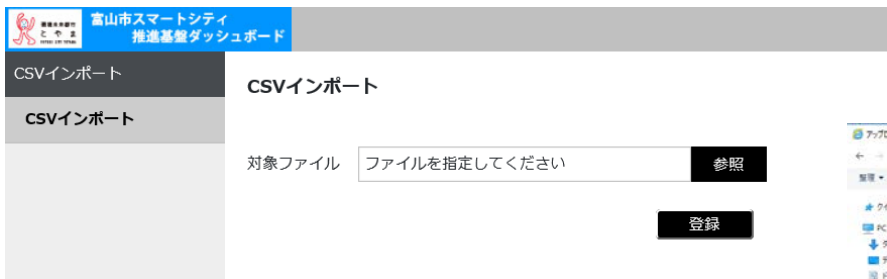 とやま
富山市スマートシティ
推進基盤ダッシュボード
CSVインポート
CSVインポート
CSVインポート
対象ファイル
ファイルを指定してください
参照
登録
整理
PC